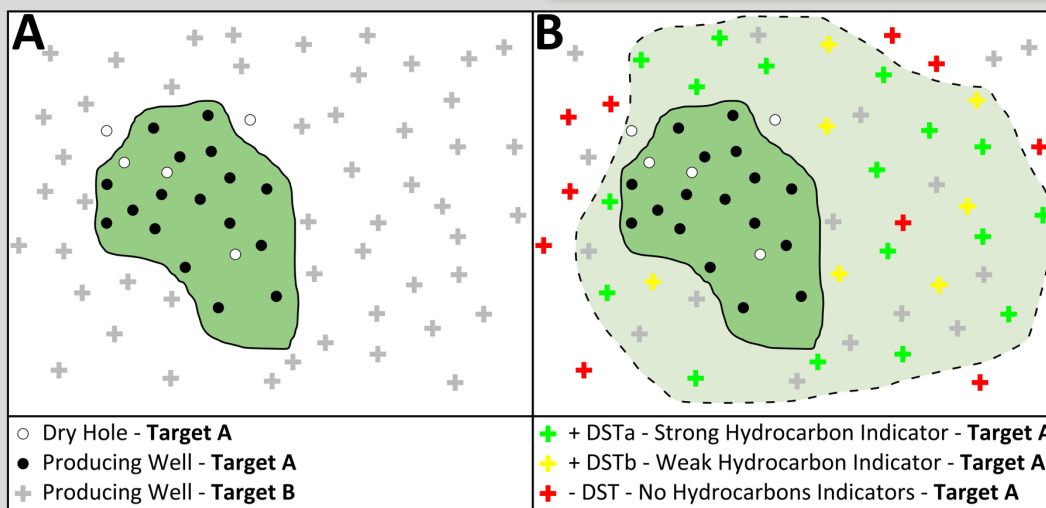 A
B
Dry Hole - Target A
Producing Well - Target A
Producing Well - Target B
+ DSTa - Strong Hydrocarbon Indicator - Target A
+ DSTb - Weak Hydrocarbon Indicator - Target A
- DST - No Hydrocarbons Indicators - Target A